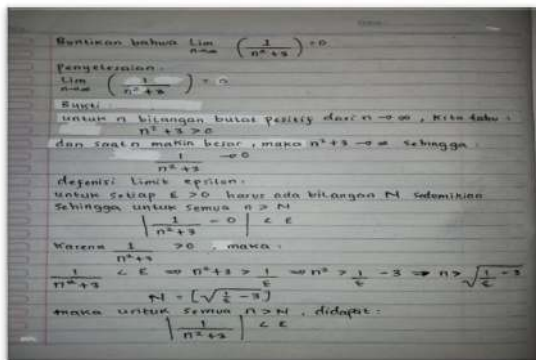 Buntikan bahwa Lim n→∞ (1/(n²+3)) = 0
Penyelesaian.
Lim n→∞ (1/(n²+3)) = 0
Bukti
untuk n bilangan bulat positif dari n → ∞, kita tahu:
n² + 3 > 0
dan saat n makin besar, maka n² + 3 → ∞ sehingga:
1/(n²+3) → 0
defenisi limit epsilon:
untuk setiap ε > 0 harus ada bilangan N sedemikian
sehingga untuk semua n > N
|1/(n²+3) - 0| < ε
Karena 1/(n²+3) > 0, maka:
1/(n²+3) < ε ⇒ n²+3 > 1/ε ⇒ n² > 1/ε - 3 ⇒ n > √(1/ε - 3)
N = [√(1/ε - 3)]
maka untuk semua n > N, didapat:
|1/(n²+3)| < ε